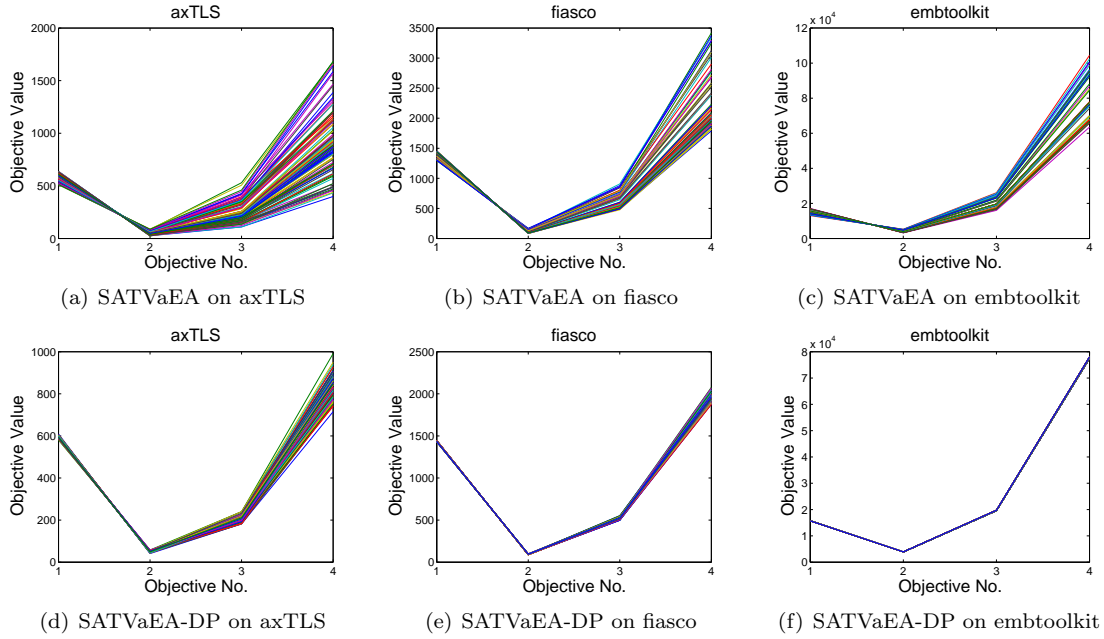 axTLS
fiasco
embtoolkit
2000
1500
1000
500
0
Objective Value
1 2 3 4
Objective No.
3500
3000
2500
2000
1500
1000
500
0
Objective Value
1 2 3 4
Objective No.
x 10^4
12
10
8
6
4
2
0
Objective Value
1 2 3 4
Objective No.
(a) SATVaEA on axTLS
(b) SATVaEA on fiasco
(c) SATVaEA on embtoolkit
axTLS
fiasco
embtoolkit
1000
800
600
400
200
0
Objective Value
1 2 3 4
Objective No.
2500
2000
1500
1000
500
0
Objective Value
1 2 3 4
Objective No.
x 10^4
8
7
6
5
4
3
2
1
0
Objective Value
1 2 3 4
Objective No.
(d) SATVaEA-DP on axTLS
(e) SATVaEA-DP on fiasco
(f) SATVaEA-DP on embtoolkit